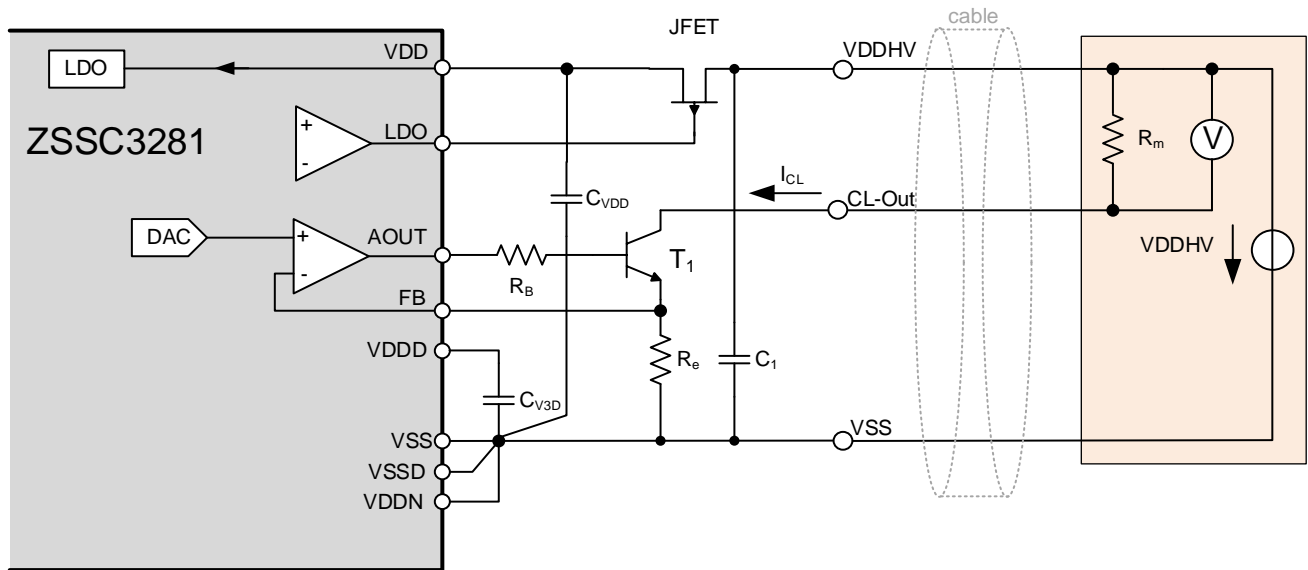 cable
JFET
VDD
VDDHV
LDO
ZSSC3281
+
-
LDO
Rm
V
ICL
CL-Out
CVDD
DAC
+
-
AOUT
T1
VDDHV
RB
FB
VDDD
Re
C1
CV3D
VSS
VSS
VSSD
VDDN